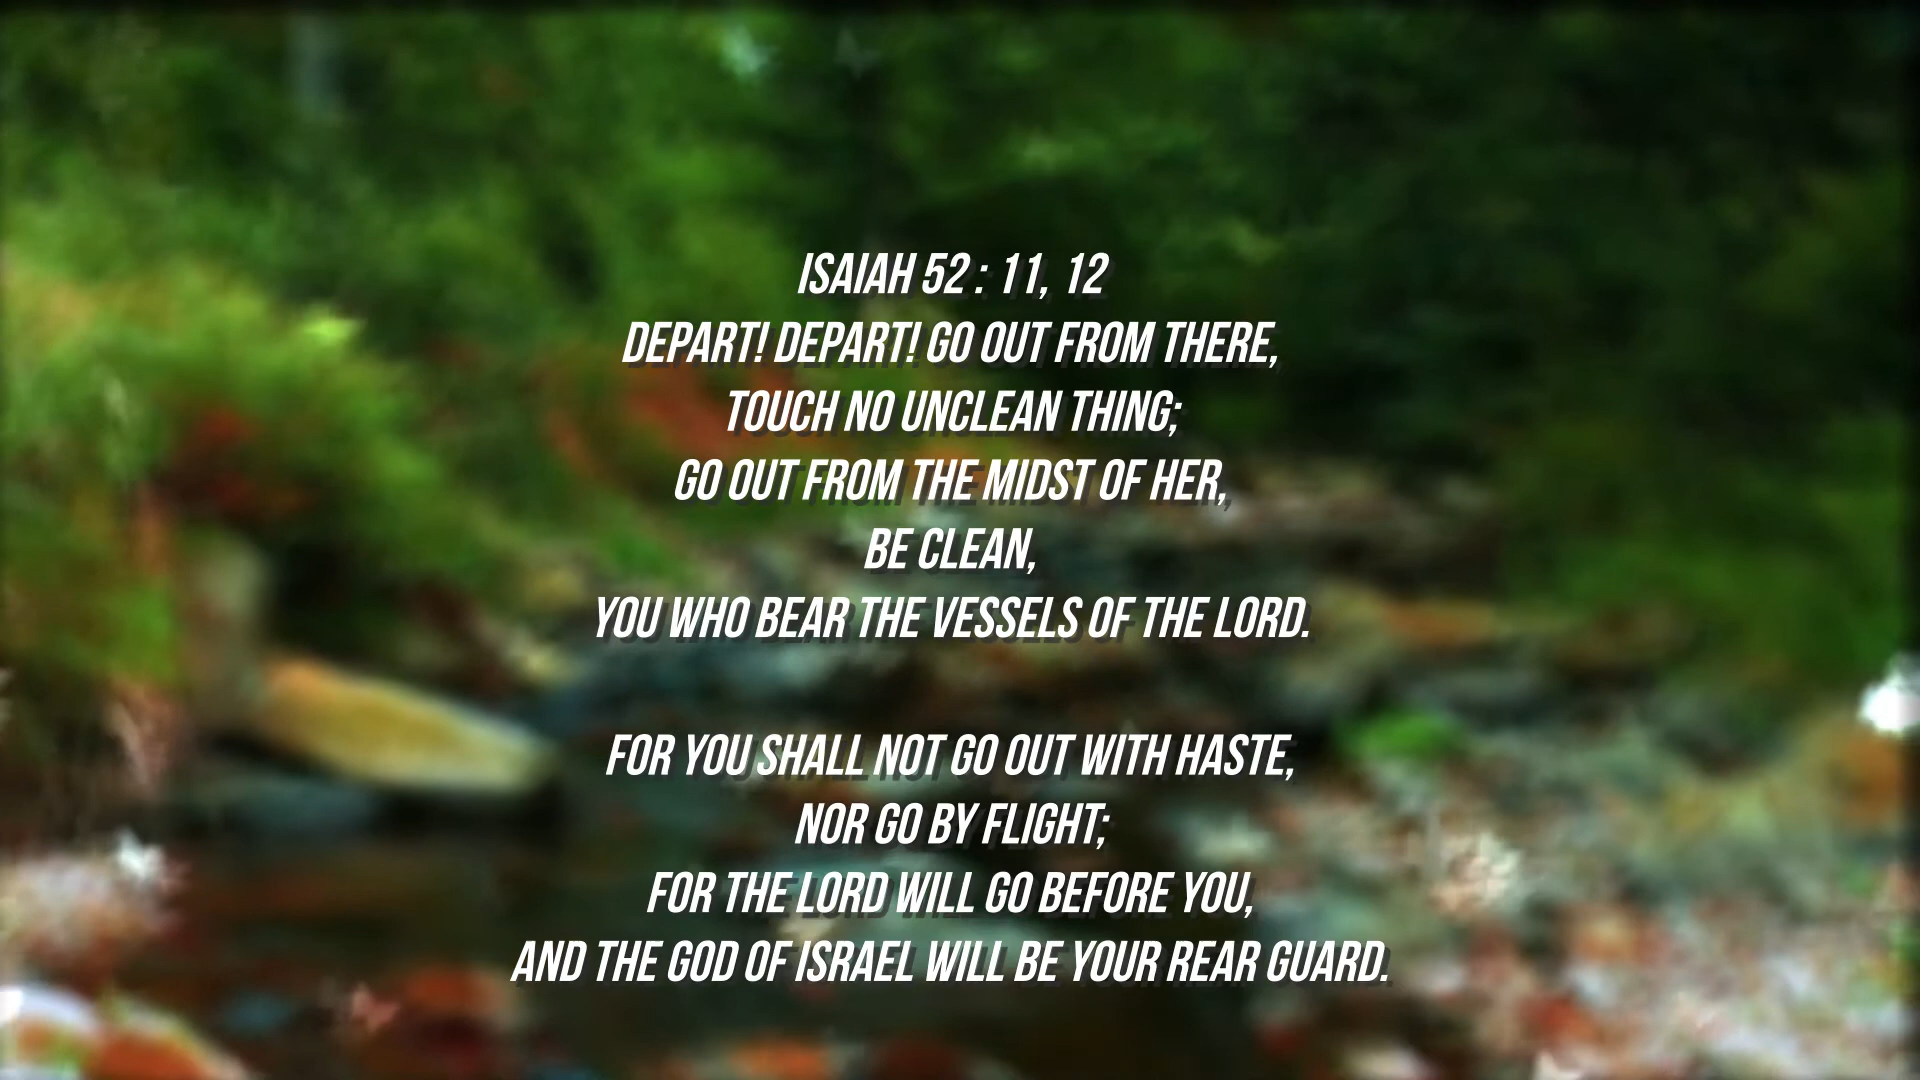 ISAIAH 52 : 11, 12
DEPART! DEPART! GO OUT FROM THERE,
TOUCH NO UNCLEAN THING;
GO OUT FROM THE MIDST OF HER,
BE CLEAN,
YOU WHO BEAR THE VESSELS OF THE LORD.
FOR YOU SHALL NOT GO OUT WITH HASTE,
NOR GO BY FLIGHT;
FOR THE LORD WILL GO BEFORE YOU,
AND THE GOD OF ISRAEL WILL BE YOUR REAR GUARD.